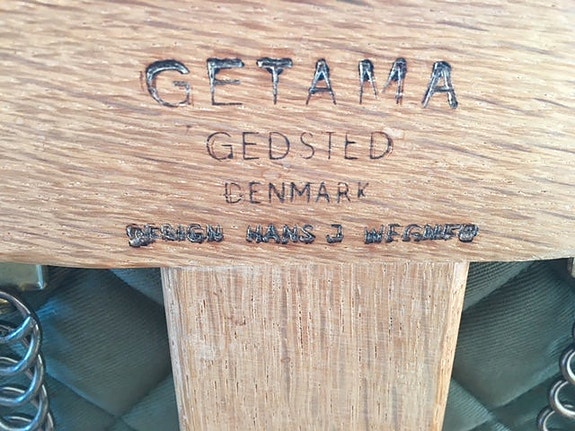 GETAMA
GEDSTED
DENMARK
DESIGN HANS J WEGNER